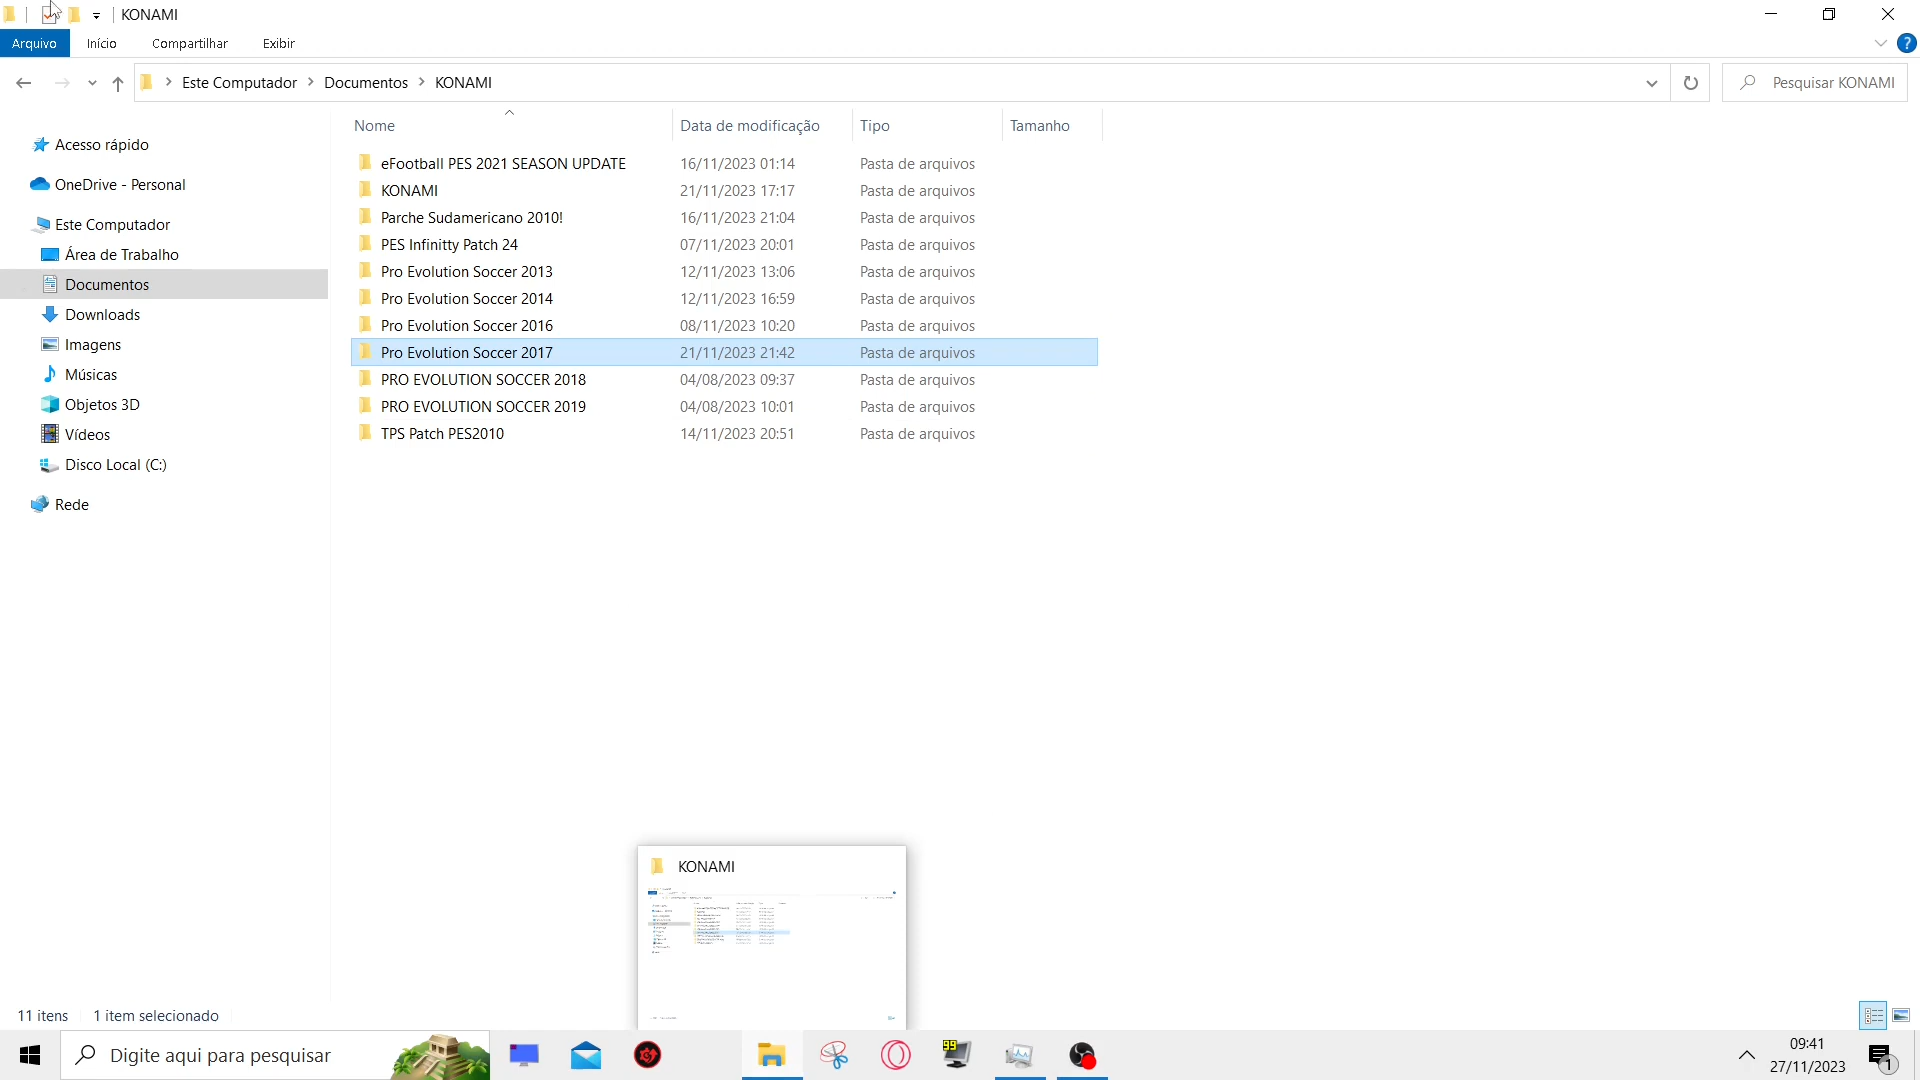 KONAMI
Arquivo Início Compartilhar Exibir
Este Computador Documentos KONAMI Pesquisar KONAMI
Nome Data de modificação Tipo Tamanho
Acesso rápido
OneDrive - Personal
Este Computador
Área de Trabalho
Documentos
Downloads
Imagens
Músicas
Objetos 3D
Vídeos
Disco Local (C:)
Rede
eFootball PES 2021 SEASON UPDATE 16/11/2023 01:14 Pasta de arquivos
KONAMI 21/11/2023 17:17 Pasta de arquivos
Parche Sudamericano 2010! 16/11/2023 21:04 Pasta de arquivos
PES Infinitty Patch 24 07/11/2023 20:01 Pasta de arquivos
Pro Evolution Soccer 2013 12/11/2023 13:06 Pasta de arquivos
Pro Evolution Soccer 2014 12/11/2023 16:59 Pasta de arquivos
Pro Evolution Soccer 2016 08/11/2023 10:20 Pasta de arquivos
Pro Evolution Soccer 2017 21/11/2023 21:42 Pasta de arquivos
PRO EVOLUTION SOCCER 2018 04/08/2023 09:37 Pasta de arquivos
PRO EVOLUTION SOCCER 2019 04/08/2023 10:01 Pasta de arquivos
TPS Patch PES2010 14/11/2023 20:51 Pasta de arquivos
KONAMI
11 itens 1 item selecionado
Digite aqui para pesquisar
99
09:41
27/11/2023
1